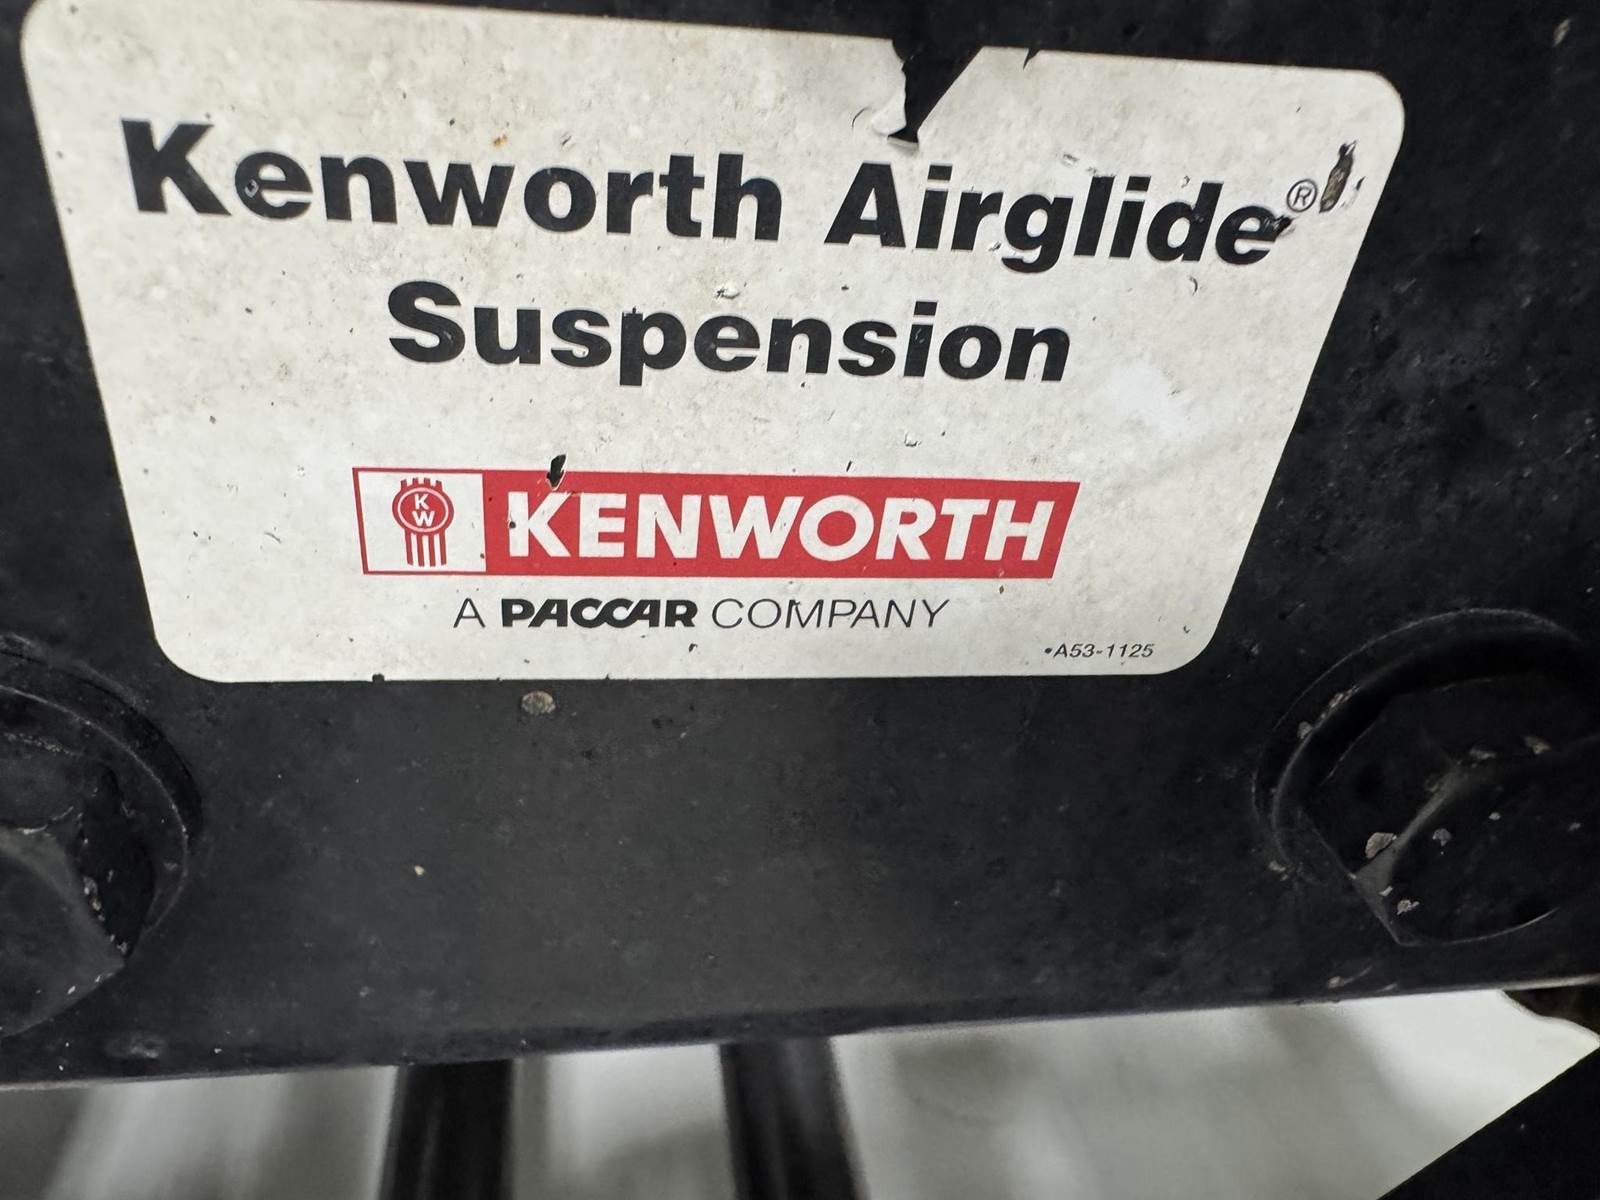 Kenworth Airglide®
Suspension
KW KENWORTH
A PACCAR COMPANY
•A53-1125